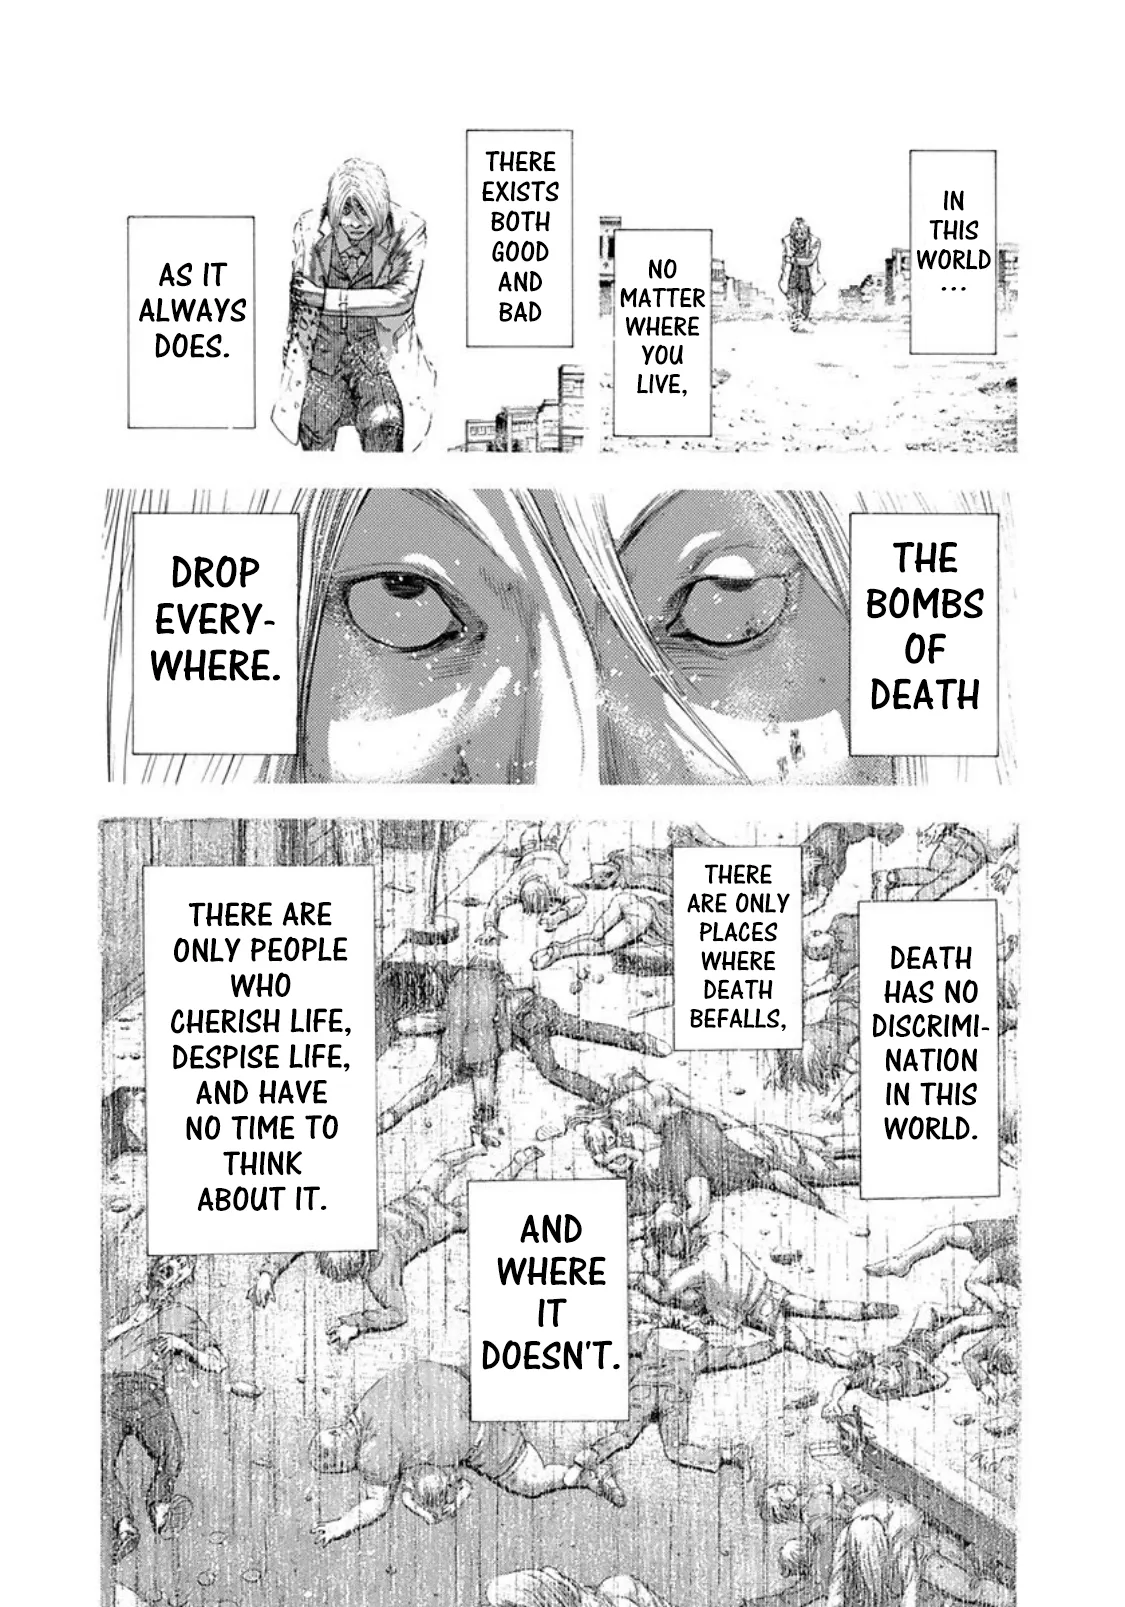 IN
THIS
WORLD
...
NO
MATTER
WHERE
YOU
LIVE,
THERE
EXISTS
BOTH
GOOD
AND
BAD
AS IT
ALWAYS
DOES.
THE
BOMBS
OF
DEATH
DROP
EVERY-
WHERE.
DEATH
HAS NO
DISCRIMI-
NATION
IN THIS
WORLD.
THERE
ARE ONLY
PLACES
WHERE
DEATH
BEFALLS,
AND
WHERE
IT
DOESN'T.
THERE ARE
ONLY PEOPLE
WHO
CHERISH LIFE,
DESPISE LIFE,
AND HAVE
NO TIME TO
THINK
ABOUT IT.